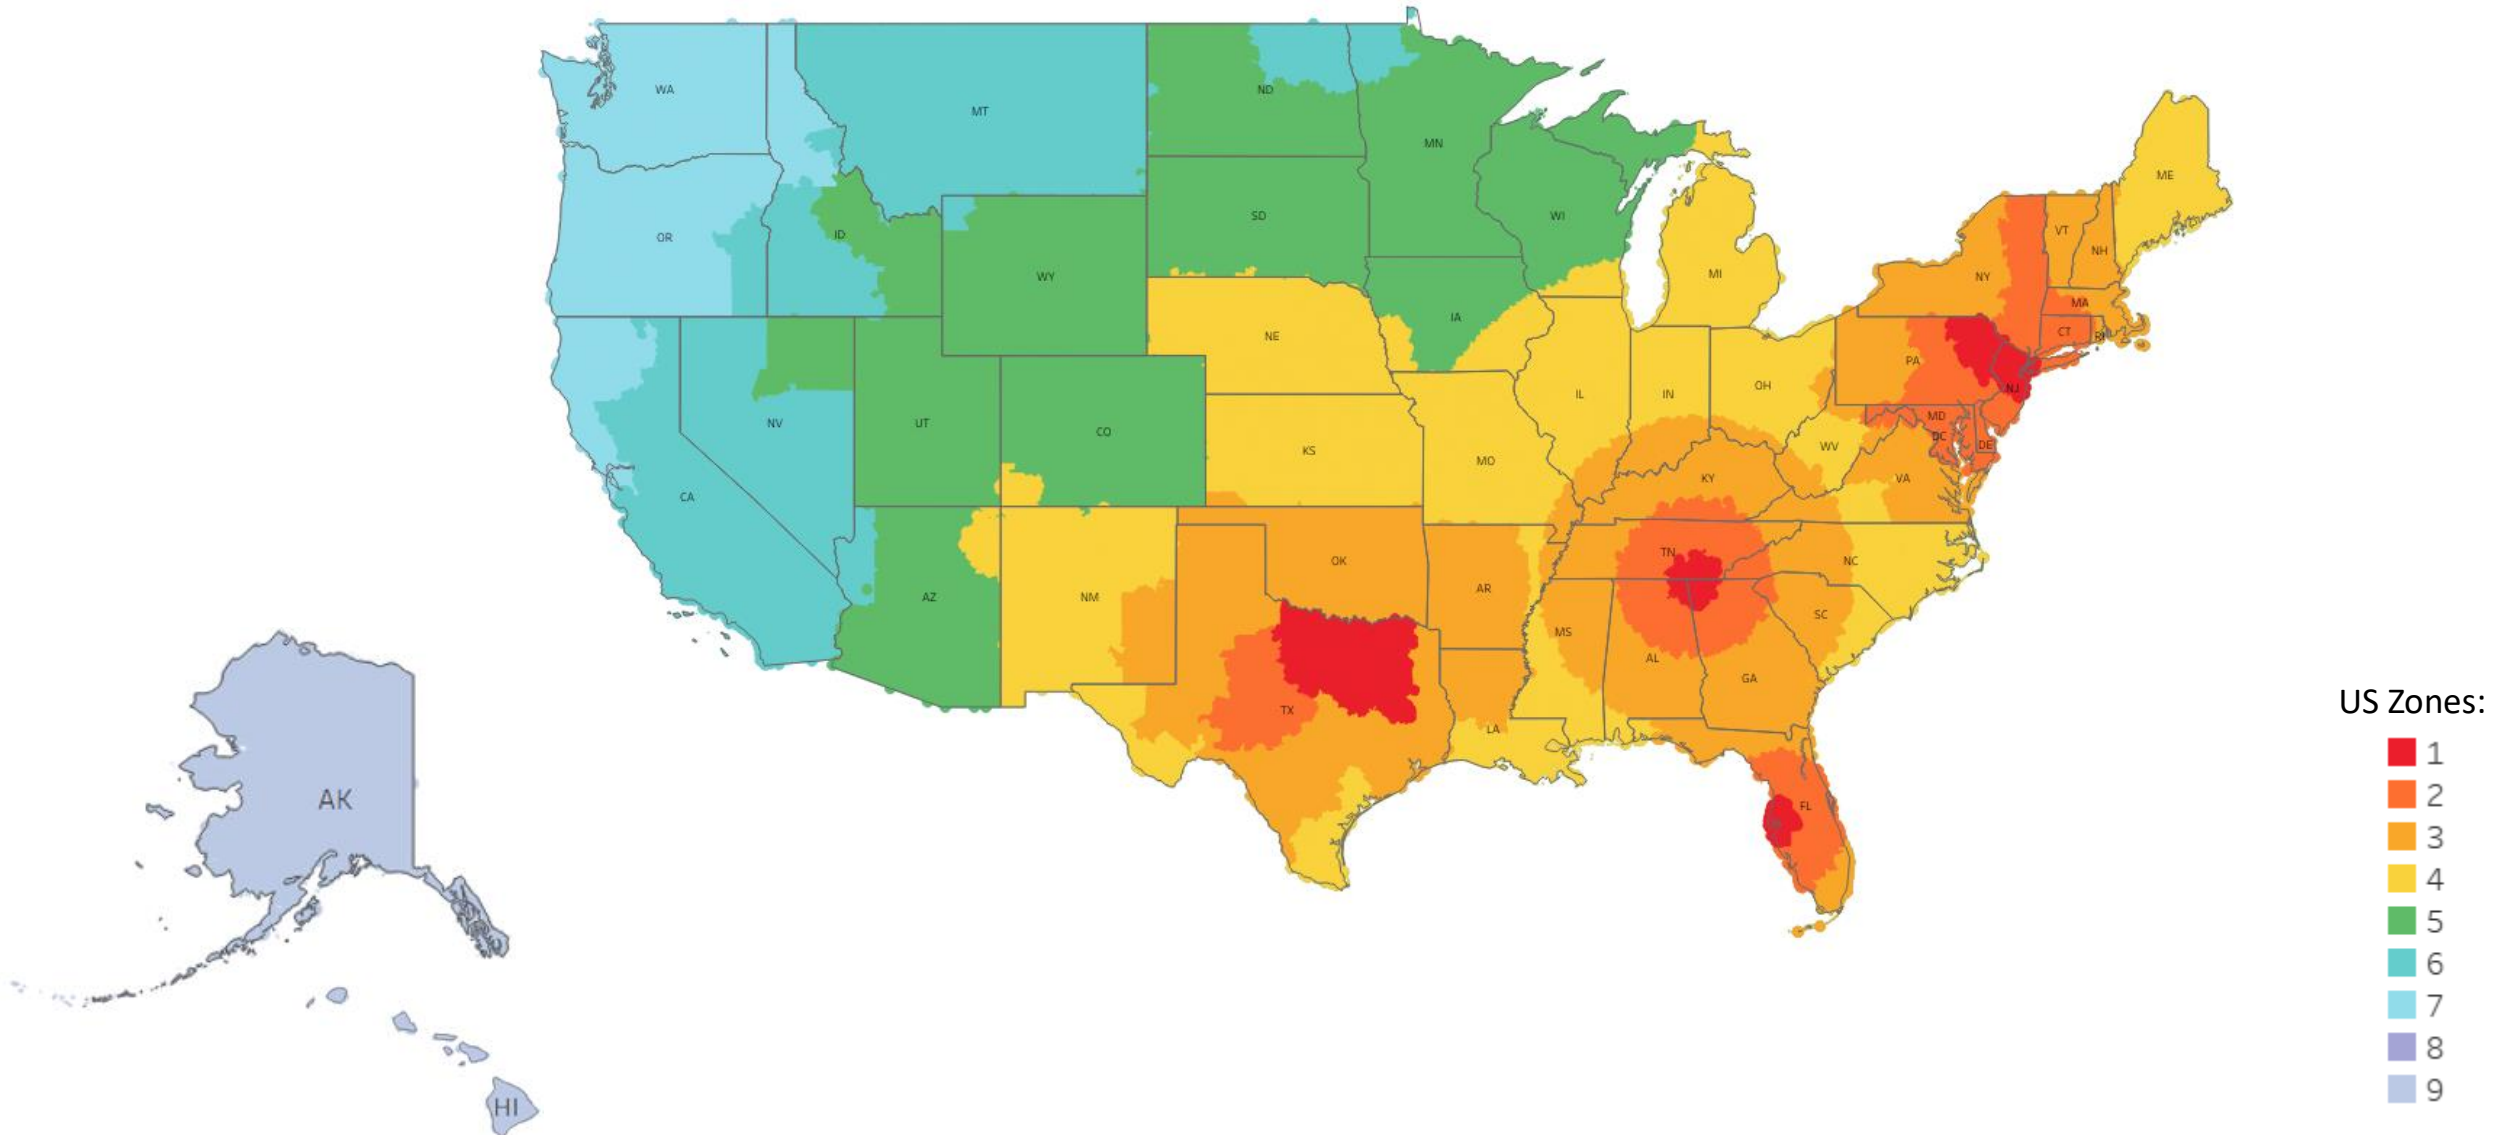 WA
MT
ND
MN
ME
OR
ID
SD
WI
VT
NH
WY
MI
NY
MA
IA
NE
CT
RI
PA
OH
NJ
IL
IN
MD
NV
UT
CO
DC
DE
KS
WV
MO
KY
VA
CA
TN
NC
OK
AR
AZ
NM
SC
MS
AL
GA
TX
LA
US Zones:
1
FL
2
AK
3
4
5
6
7
8
9
HI